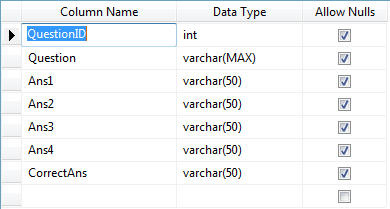 Column Name Data Type Allow Nulls
QuestionID int
Question varchar(MAX)
Ans1 varchar(50)
Ans2 varchar(50)
Ans3 varchar(50)
Ans4 varchar(50)
CorrectAns varchar(50)